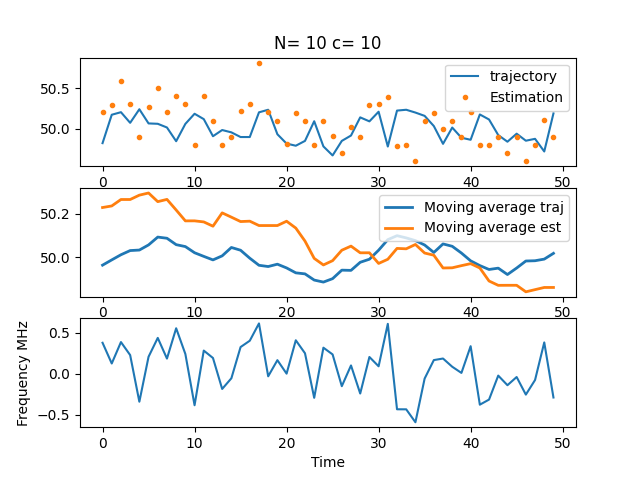 N= 10 c= 10
50.5
50.0
trajectory
Estimation
0 10 20 30 40 50
50.2
50.0
Moving average traj
Moving average est
0 10 20 30 40 50
Frequency MHz
0.5
0.0
−0.5
0 10 20 30 40 50
Time